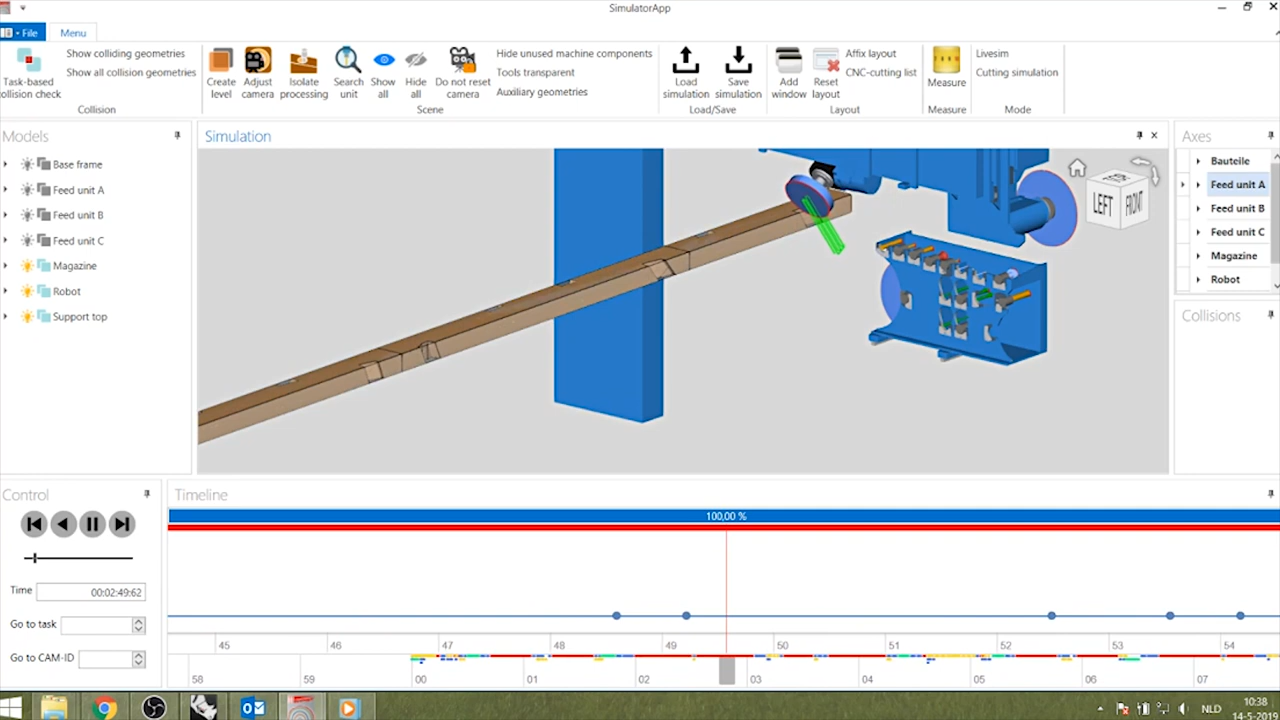 SimulatorApp
File
Menu
Task-based
collision check
Show colliding geometries
Show all collision geometries
Collision
Create
level
Adjust
camera
Isolate
processing
Search
unit
Show
all
Hide
all
Do not reset
camera
Hide unused machine components
Tools transparent
Auxiliary geometries
Scene
Load
simulation
Save
simulation
Load/Save
Add
window
Reset
layout
Affix layout
CNC-cutting list
Layout
Measure
Measure
Livesim
Cutting simulation
Mode
Models
Base frame
Feed unit A
Feed unit B
Feed unit C
Magazine
Robot
Support top
Simulation
LEFT
FRONT
Axes
Bauteile
Feed unit A
Feed unit B
Feed unit C
Magazine
Robot
Collisions
Control
Time
00:02:49:62
Go to task
Go to CAM-ID
Timeline
100,00 %
45 46 47 48 49 50 51 52 53 54
58 59 00 01 02 03 04 05 06 07
NLD
10:38
14-5-2019